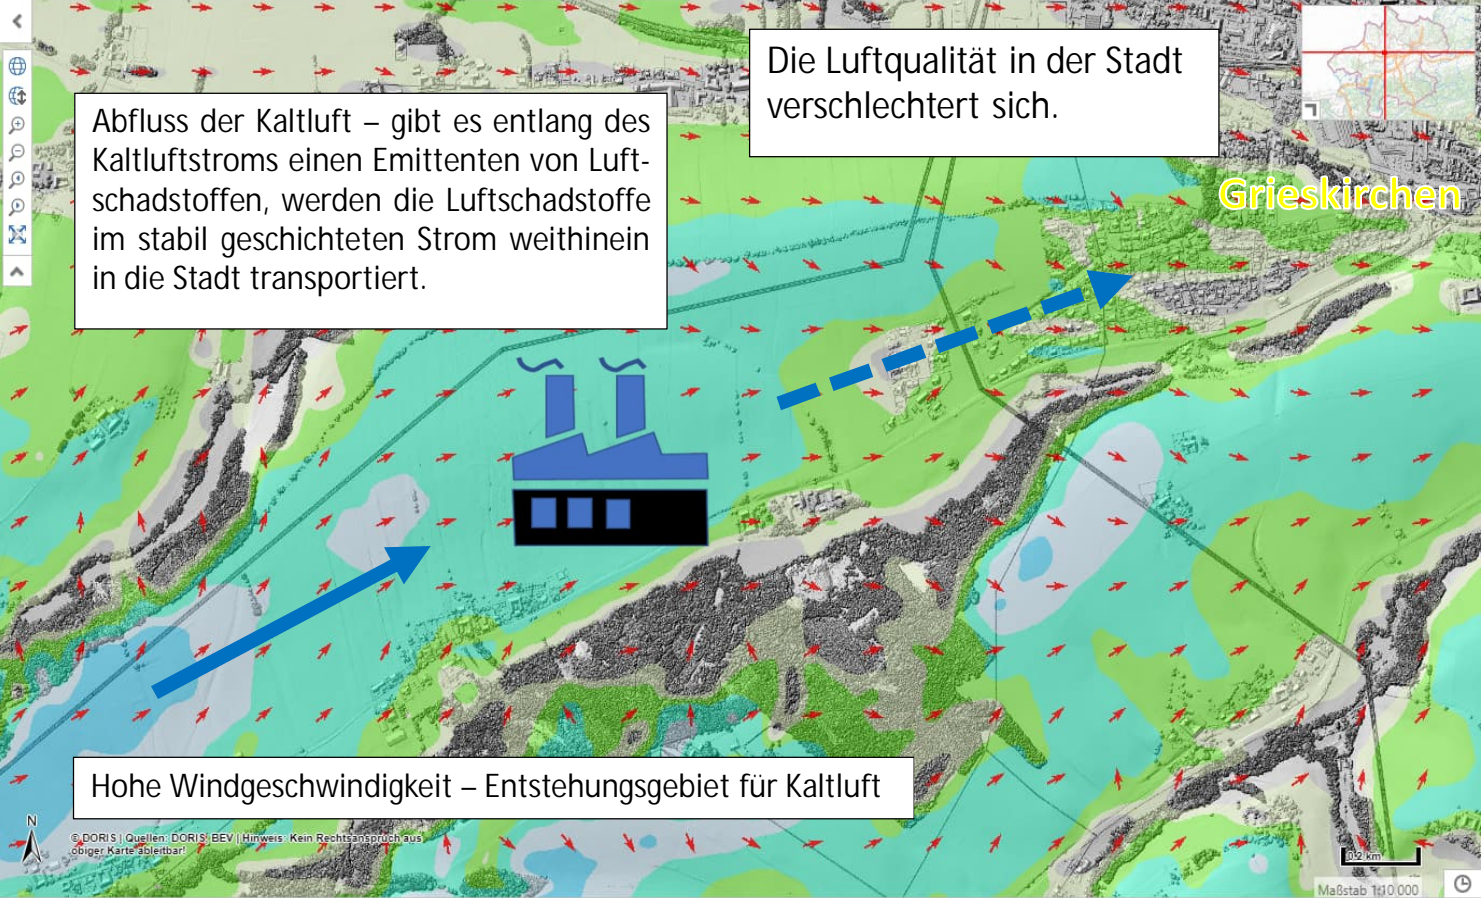 Die Luftqualität in der Stadt
verschlechtert sich.
Abfluss der Kaltluft – gibt es entlang des
Kaltluftstroms einen Emittenten von Luft-
schadstoffen, werden die Luftschadstoffe
im stabil geschichteten Strom weithinein
in die Stadt transportiert.
Grieskirchen
Hohe Windgeschwindigkeit – Entstehungsgebiet für Kaltluft
N
© DORIS | Quellen: DORIS, BEV | Hinweis: Kein Rechtsanspruch aus
obiger Karte ableitbar!
0.2 km
Maßstab 1:10 000